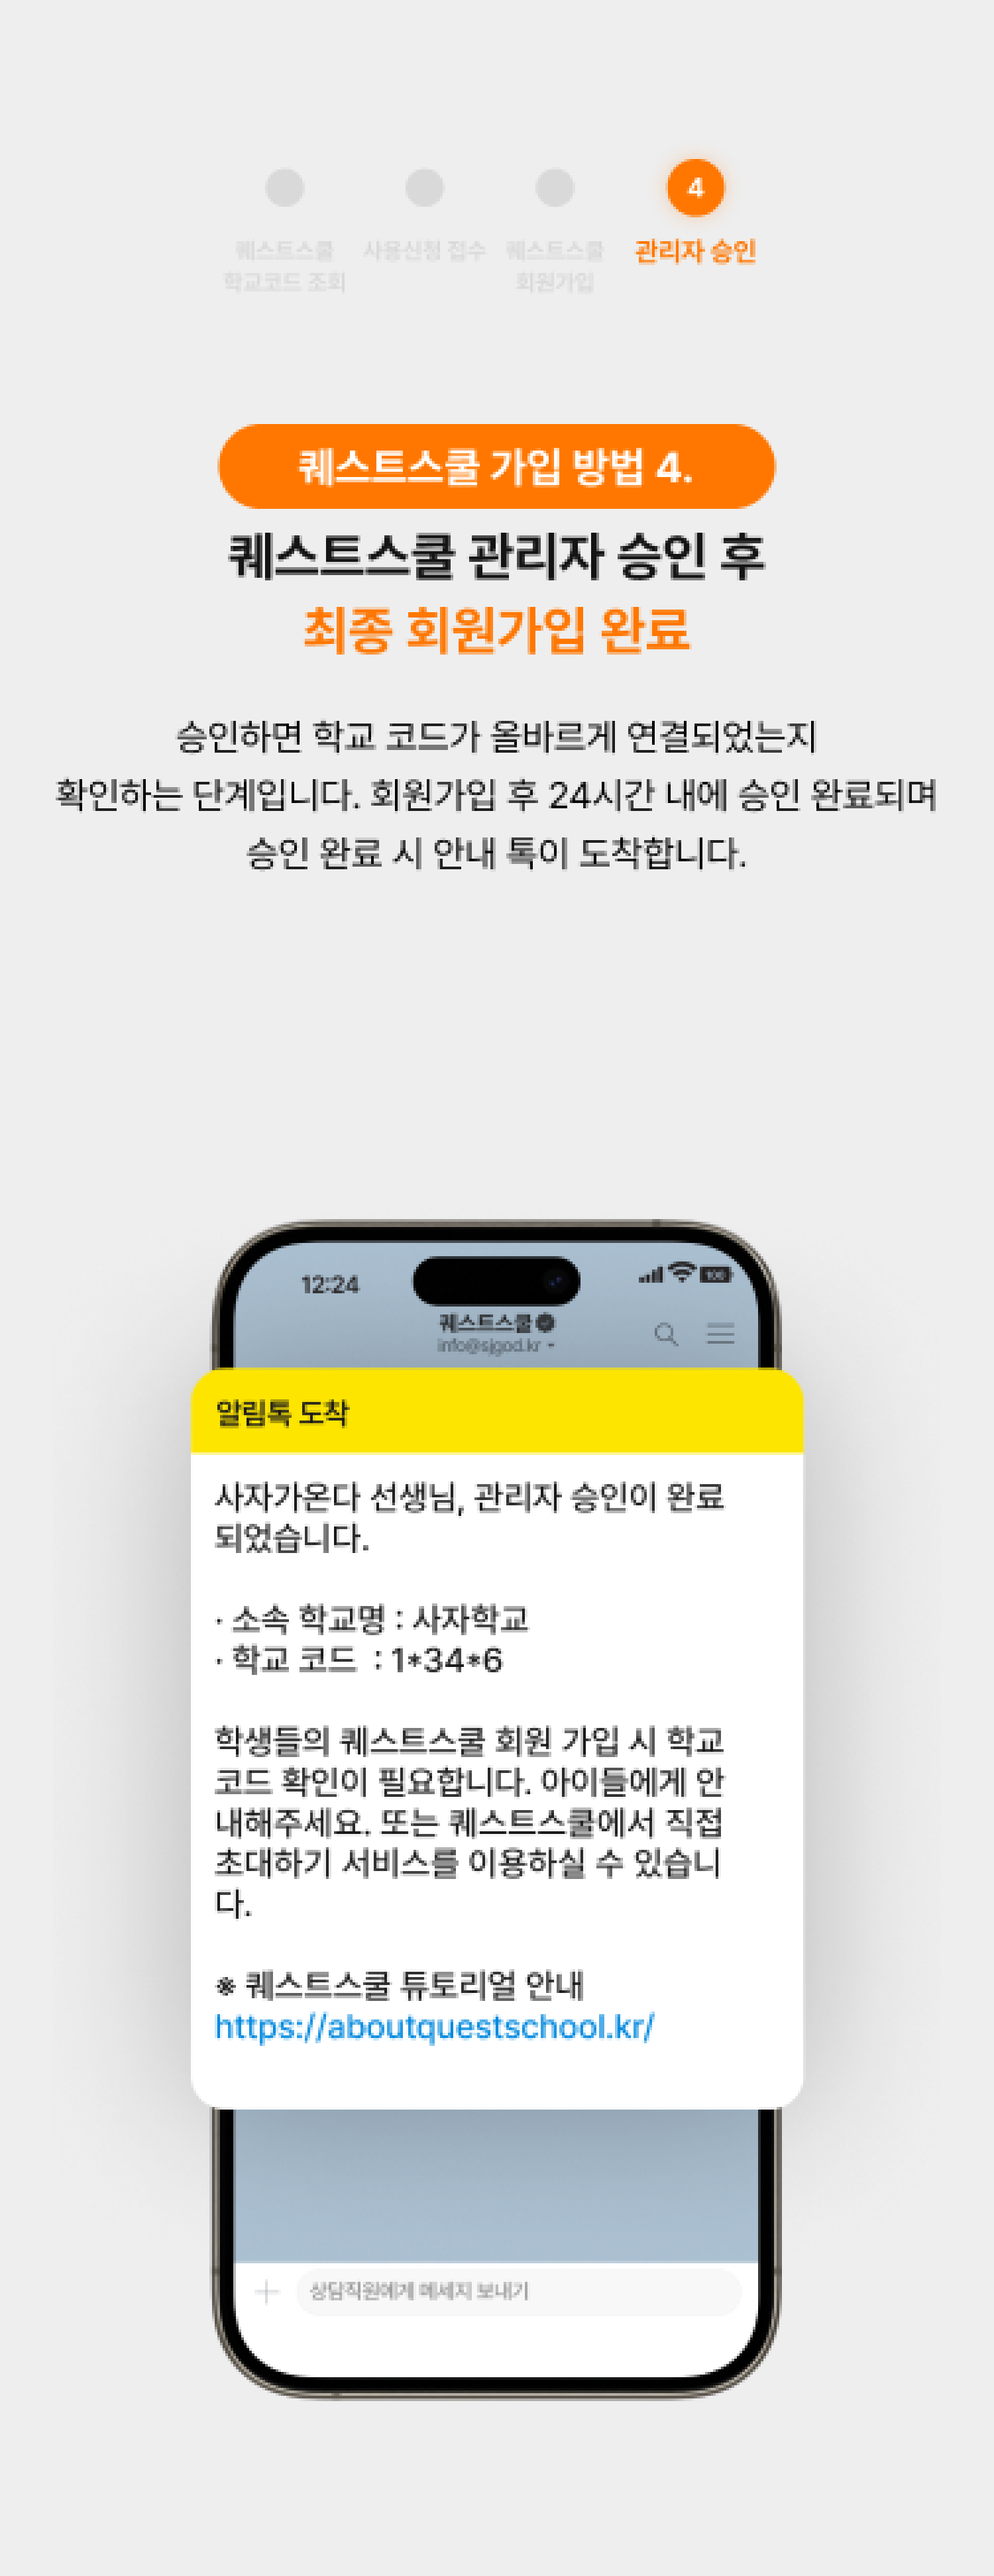 4
퀘스트스쿨 사용신청 접수 퀘스트스쿨 관리자 승인
학교코드 조회 회원가입
퀘스트스쿨 가입 방법 4.
퀘스트스쿨 관리자 승인 후
최종 회원가입 완료
승인하면 학교 코드가 올바르게 연결되었는지
확인하는 단계입니다. 회원가입 후 24시간 내에 승인 완료되며
승인 완료 시 안내 톡이 도착합니다.
12:24
100
퀘스트스쿨
info@sjgod.kr
알림톡 도착
사자가온다 선생님, 관리자 승인이 완료
되었습니다.
· 소속 학교명 : 사자학교
· 학교 코드 : 1*34*6
학생들의 퀘스트스쿨 회원 가입 시 학교
코드 확인이 필요합니다. 아이들에게 안
내해주세요. 또는 퀘스트스쿨에서 직접
초대하기 서비스를 이용하실 수 있습니
다.
※ 퀘스트스쿨 튜토리얼 안내
https://aboutquestschool.kr/
상담직원에게 메세지 보내기